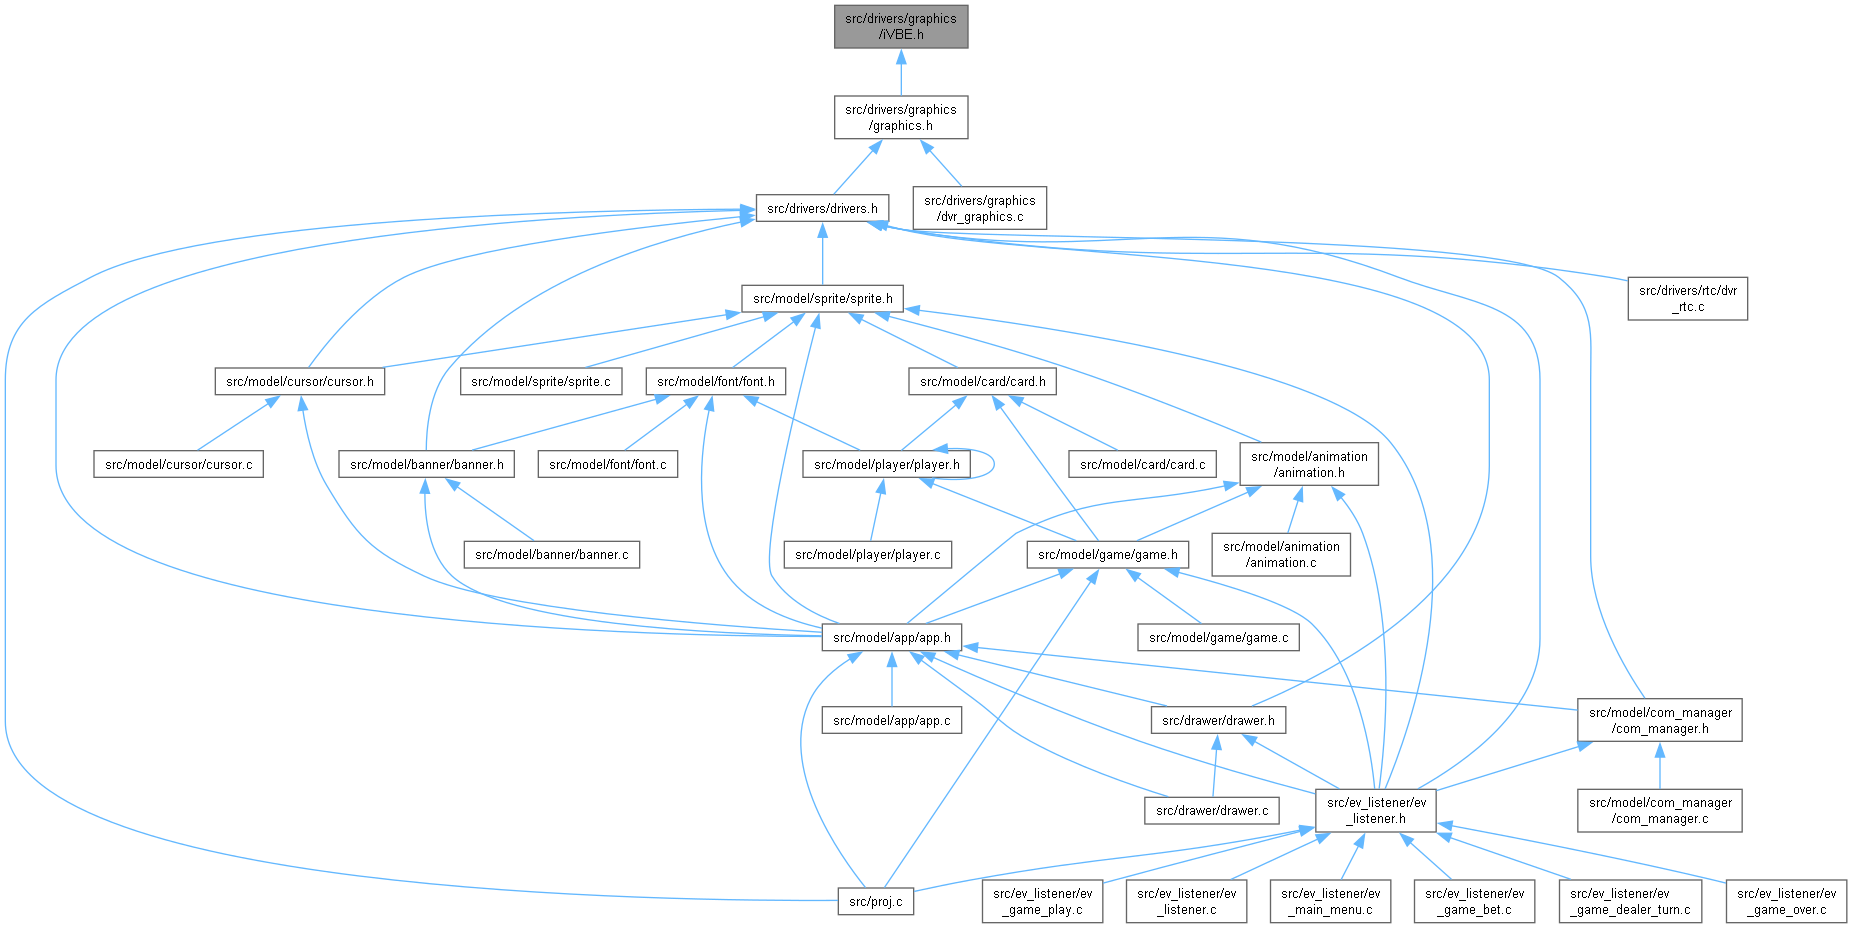 src/drivers/graphics
/iVBE.h
src/drivers/graphics
/graphics.h
src/drivers/drivers.h
src/drivers/graphics
/dvr_graphics.c
src/model/sprite/sprite.h
src/drivers/rtc/dvr
_rtc.c
src/model/cursor/cursor.h
src/model/sprite/sprite.c
src/model/font/font.h
src/model/card/card.h
src/model/cursor/cursor.c
src/model/banner/banner.h
src/model/font/font.c
src/model/player/player.h
src/model/card/card.c
src/model/animation
/animation.h
src/model/banner/banner.c
src/model/player/player.c
src/model/game/game.h
src/model/animation
/animation.c
src/model/app/app.h
src/model/game/game.c
src/model/app/app.c
src/drawer/drawer.h
src/model/com_manager
/com_manager.h
src/drawer/drawer.c
src/ev_listener/ev
_listener.h
src/model/com_manager
/com_manager.c
src/proj.c
src/ev_listener/ev
_game_play.c
src/ev_listener/ev
_listener.c
src/ev_listener/ev
_main_menu.c
src/ev_listener/ev
_game_bet.c
src/ev_listener/ev
_game_dealer_turn.c
src/ev_listener/ev
_game_over.c